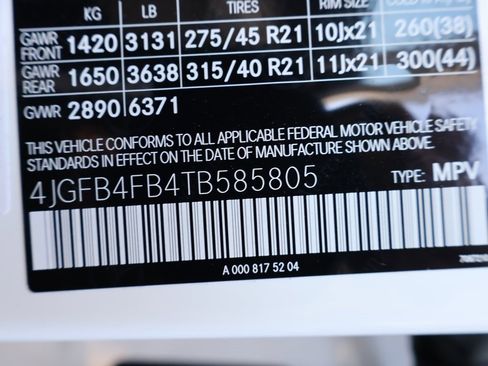 KG LB TIRES RIM SIZE
GAWR FRONT 1420 3131 275/45 R21 10Jx21 260(38)
GAWR REAR 1650 3638 315/40 R21 11Jx21 300(44)
GVWR 2890 6371
THIS VEHICLE CONFORMS TO ALL APPLICABLE FEDERAL MOTOR VEHICLE SAFETY
STANDARDS IN EFFECT ON THE DATE OF MANUFACTURE SHOWN ABOVE.
4JGFB4FB4TB585805 TYPE: MPV
A 000 817 52 04